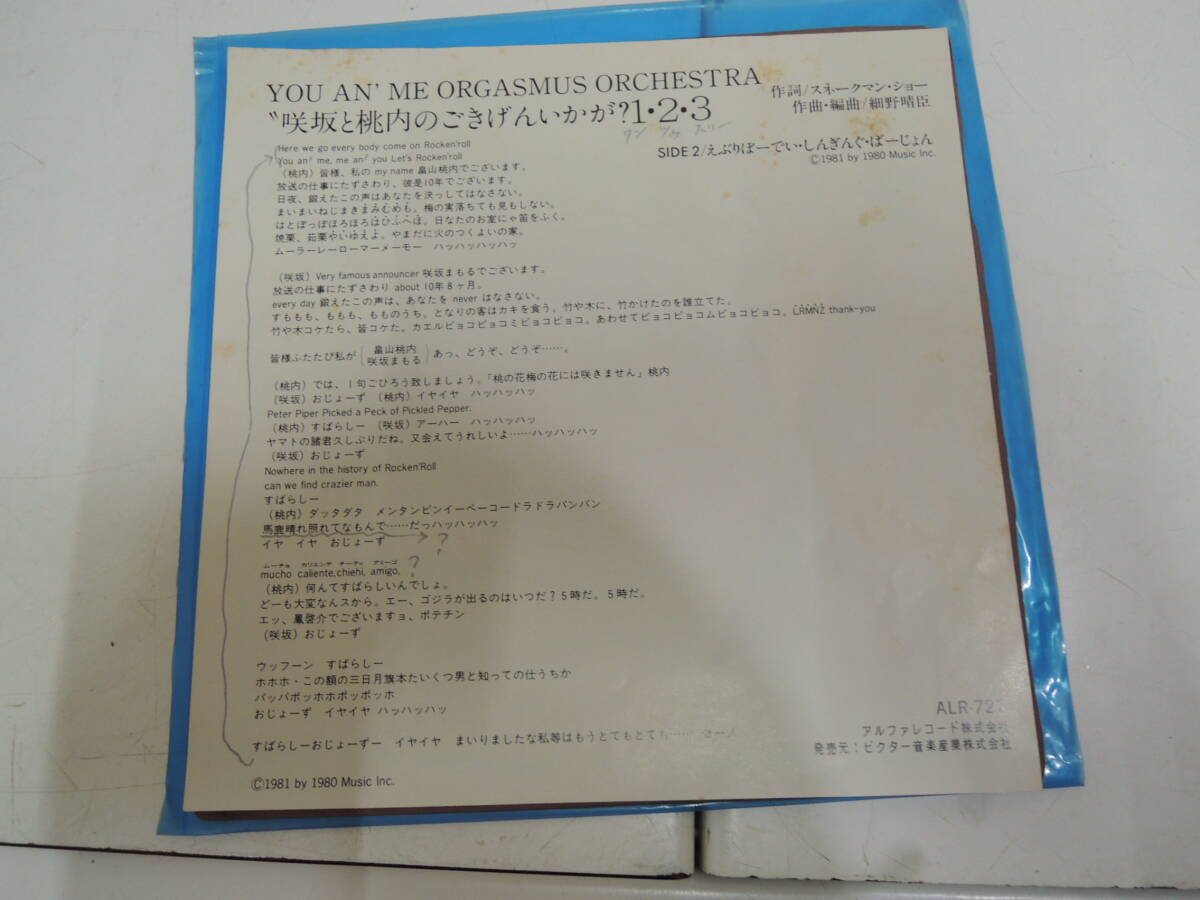 YOU AN' ME ORGASMUS ORCHESTRA
〝咲坂と桃内のごきげんいかが?1・2・3
ワン ツゥ スリー
作詞/スネークマン・ショー
作曲・編曲/細野晴臣
SIDE 2/えぶりぼーでい・しんぎんぐ・ばーじょん
©1981 by 1980 Music Inc.
Here we go every body come on Rocken'roll
You an' me, me an' you Let's Rocken'roll
(桃内)皆様、私の my name 畠山桃内でございます。
放送の仕事にたずさわり、彼是10年でございます。
日夜、鍛えたこの声はあなたを決っしてはなさない。
まいまいねじまきまみむめも。梅の実落ちても見もしない。
はとぽっぽほろほろはひふへほ。日なたのお室にゃ笛をふく。
焼栗、茹栗やいゆえよ。やまだに火のつくよいの家。
ムーラーレーローマーメーモー ハッハッハッハッ
(咲坂)Very famous announcer 咲坂まもるでございます。
放送の仕事にたずさわり about 10年8ヶ月。
every day 鍛えたこの声は、あなたを never はなさない。
すももも、ももも、もものうち。となりの客はカキを食う。竹や木に、竹かけたのを誰立てた。
竹や木コケたら、皆コケた。カエルピョコピョコミピョコピョコ。あわせてピョコピョコムピョコピョコ。LRMNZ thank-you
皆様ふたたび私が(畠山桃内 咲坂まもる)あっ、どうぞ、どうぞ……。
(桃内)では、1句ごひろう致しましょう。「桃の花梅の花には咲きません」桃内
(咲坂)おじょーず (桃内)イヤイヤ ハッハッハッ
Peter Piper Picked a Peck of Pickled Pepper.
(桃内)すばらしー (咲坂)アーハー ハッハッハッ
ヤマトの諸君久しぶりだね。又会えてうれしいよ……ハッハッハッ
(咲坂)おじょーず
Nowhere in the history of Rocken'Roll
can we find crazier man.
すばらしー
(桃内)ダッタダタ メンタンピンイーペーコードラドラバンバン
馬鹿晴れ照れてなもんで……だっハッハッハッ
イヤ イヤ おじょーず
?
ムーチョ カリエンテ チーティ アミーゴ
mucho caliente, chiehi, amigo,
?
(桃内)何んてすばらしいんでしょ。
どーも大変なんスから。エー、ゴジラが出るのはいつだ?5時だ。5時だ。
エッ、鳳啓介でございますョ、ポテチン
(咲坂)おじょーず
ウッフーン すばらしー
ホホホ・この額の三日月旗本たいくつ男と知っての仕うちか
パッパポッホホポッポッホ
おじょーず イヤイヤ ハッハッハッ
すばらしーおじょーずー イヤイヤ まいりましたな私等はもうとてもとても……
©1981 by 1980 Music Inc.
ALR-72
アルファレコード株式会社
発売元:ビクター音楽産業株式会社